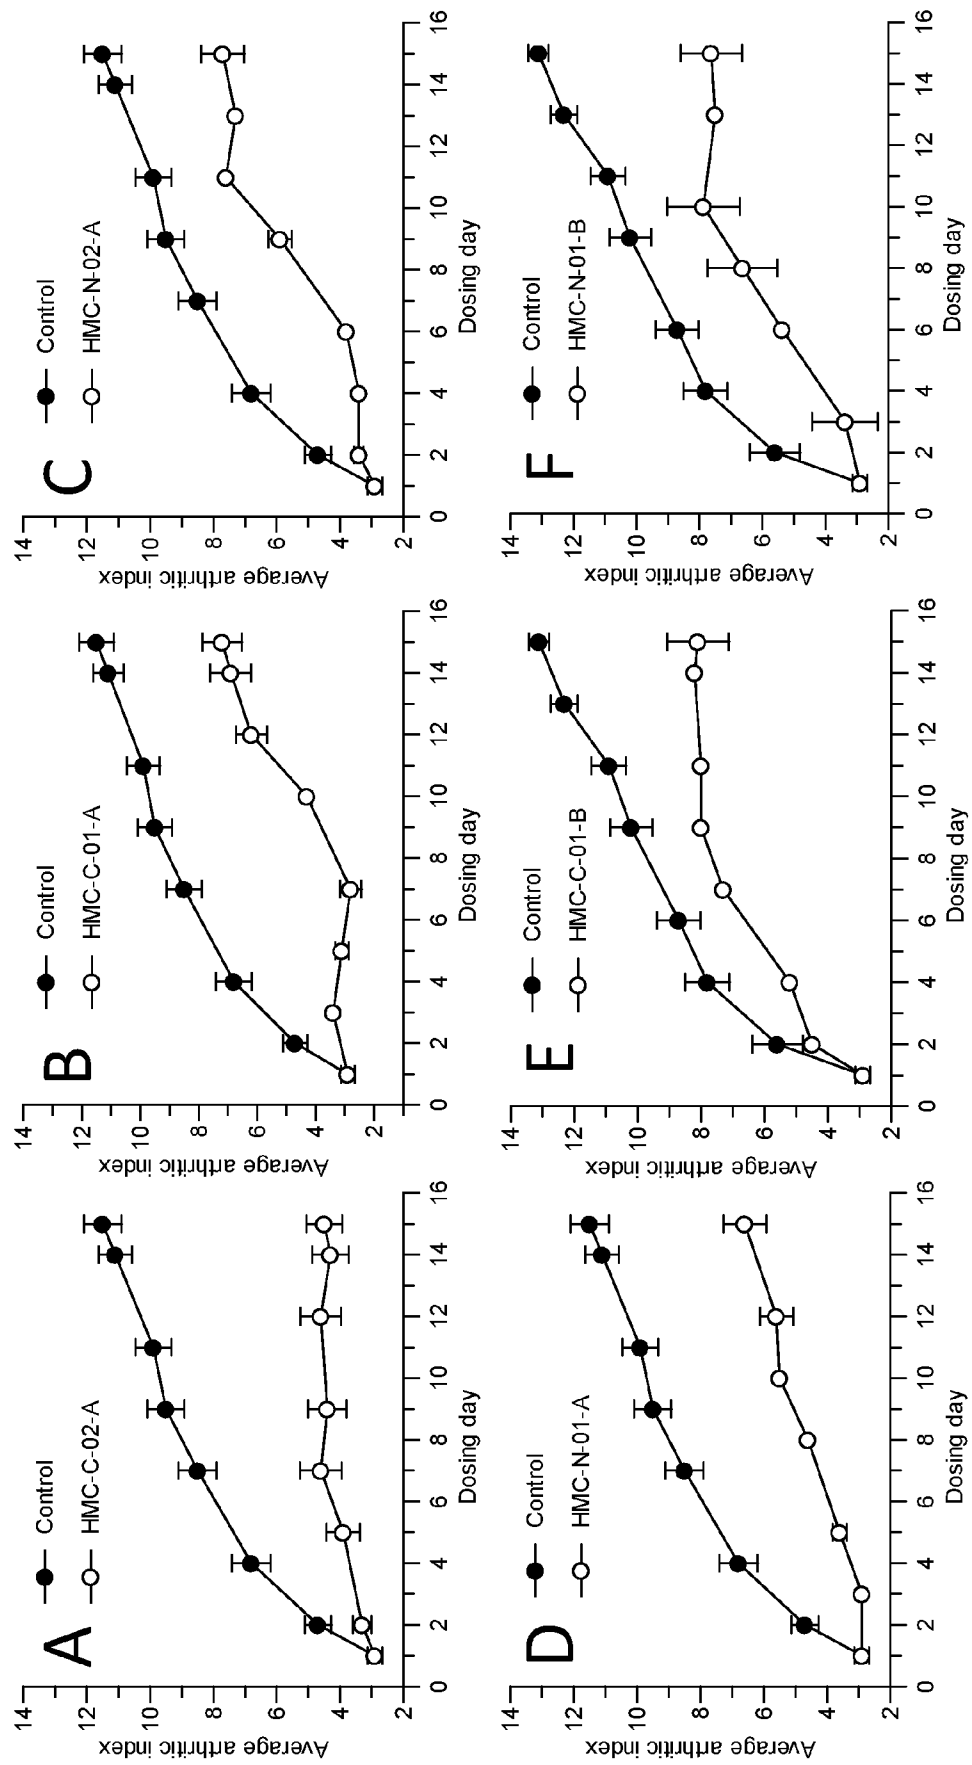 A
Control
HMC-C-02-A
14
12
10
8
6
4
2
Average arthritic index
0 2 4 6 8 10 12 14 16
Dosing day
B
Control
HMC-C-01-A
14
12
10
8
6
4
2
Average arthritic index
0 2 4 6 8 10 12 14 16
Dosing day
C
Control
HMC-N-02-A
14
12
10
8
6
4
2
Average arthritic index
0 2 4 6 8 10 12 14 16
Dosing day
D
Control
HMC-N-01-A
14
12
10
8
6
4
2
Average arthritic index
0 2 4 6 8 10 12 14 16
Dosing day
E
Control
HMC-C-01-B
14
12
10
8
6
4
2
Average arthritic index
0 2 4 6 8 10 12 14 16
Dosing day
F
Control
HMC-N-01-B
14
12
10
8
6
4
2
Average arthritic index
0 2 4 6 8 10 12 14 16
Dosing day